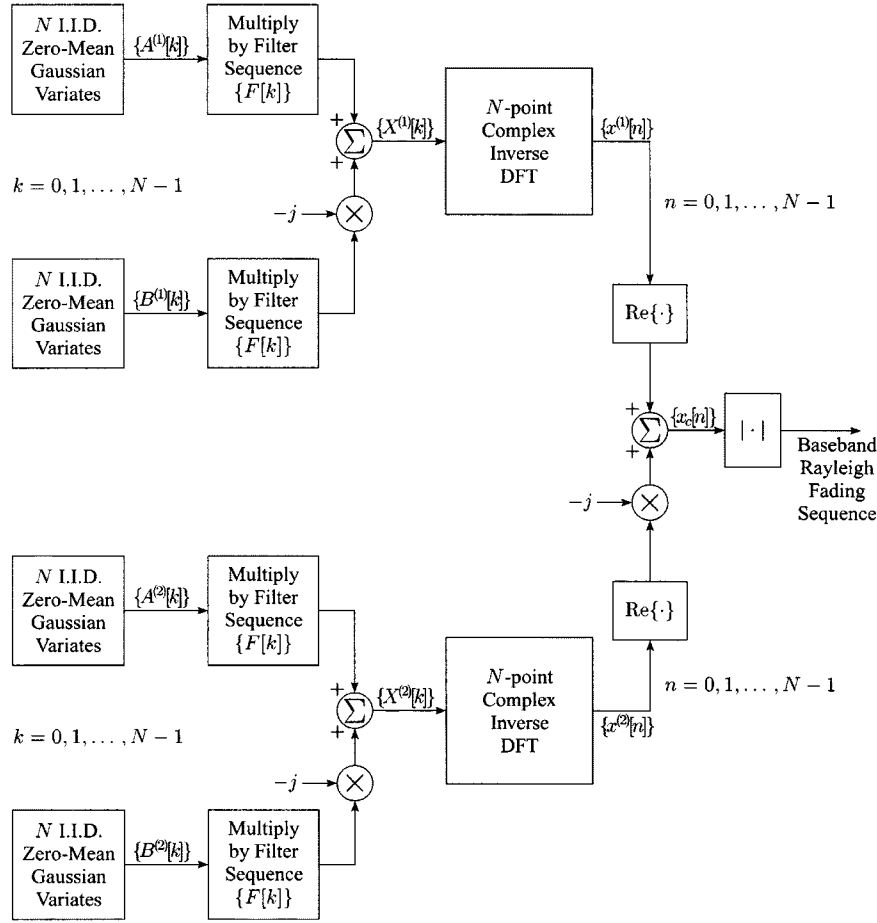 N I.I.D.
Zero-Mean
Gaussian
Variates
{A^(1)[k]}
Multiply
by Filter
Sequence
{F[k]}
+
+
Σ
{X^(1)[k]}
N-point
Complex
Inverse
DFT
{x^(1)[n]}
k = 0, 1, . . . , N − 1
−j
×
n = 0, 1, . . . , N − 1
N I.I.D.
Zero-Mean
Gaussian
Variates
{B^(1)[k]}
Multiply
by Filter
Sequence
{F[k]}
Re{·}
+
+
Σ
{x_c[n]}
| · |
Baseband
Rayleigh
Fading
Sequence
−j
×
N I.I.D.
Zero-Mean
Gaussian
Variates
{A^(2)[k]}
Multiply
by Filter
Sequence
{F[k]}
Re{·}
+
+
Σ
{X^(2)[k]}
N-point
Complex
Inverse
DFT
{x^(2)[n]}
n = 0, 1, . . . , N − 1
k = 0, 1, . . . , N − 1
−j
×
N I.I.D.
Zero-Mean
Gaussian
Variates
{B^(2)[k]}
Multiply
by Filter
Sequence
{F[k]}